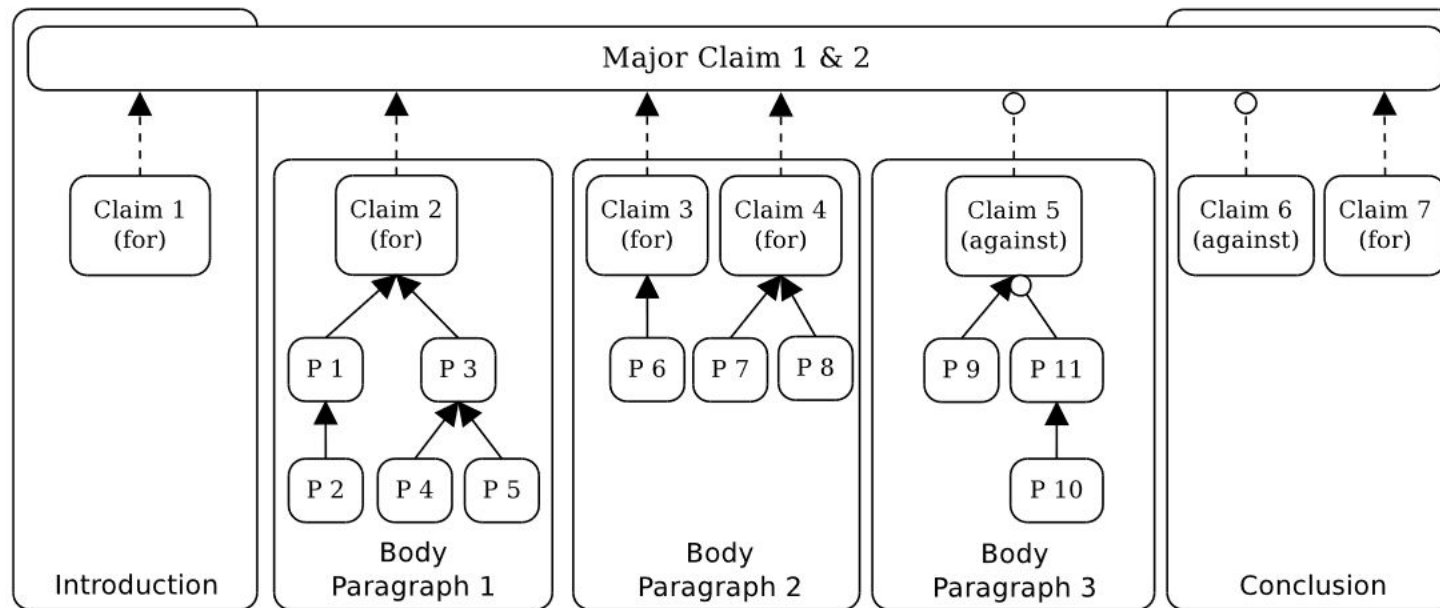 Major Claim 1 & 2
Claim 1
(for)
Claim 2
(for)
Claim 3
(for)
Claim 4
(for)
Claim 5
(against)
Claim 6
(against)
Claim 7
(for)
P 1
P 3
P 6
P 7
P 8
P 9
P 11
P 2
P 4
P 5
P 10
Introduction
Body
Paragraph 1
Body
Paragraph 2
Body
Paragraph 3
Conclusion